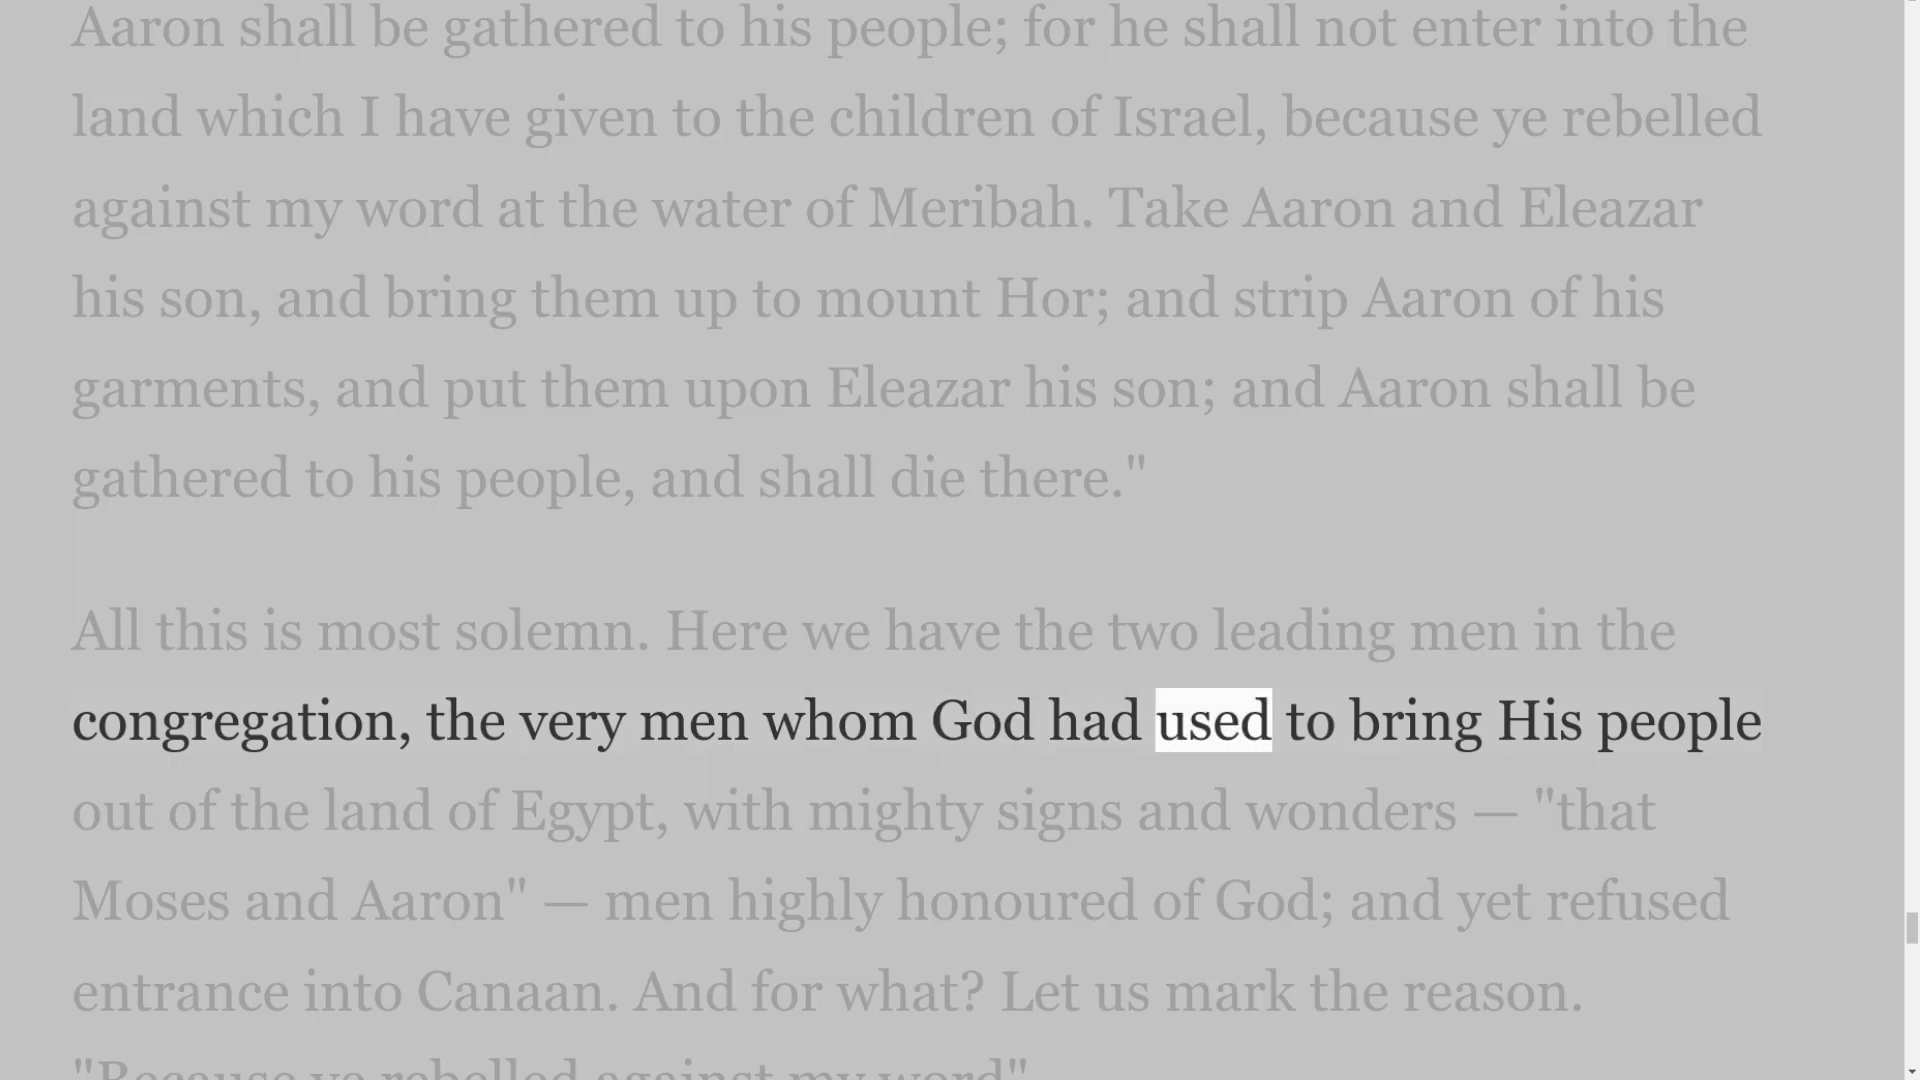 Aaron shall be gathered to his people; for he shall not enter into the
land which I have given to the children of Israel, because ye rebelled
against my word at the water of Meribah. Take Aaron and Eleazar
his son, and bring them up to mount Hor; and strip Aaron of his
garments, and put them upon Eleazar his son; and Aaron shall be
gathered to his people, and shall die there."
All this is most solemn. Here we have the two leading men in the
congregation, the very men whom God had used to bring His people
out of the land of Egypt, with mighty signs and wonders — "that
Moses and Aaron" — men highly honoured of God; and yet refused
entrance into Canaan. And for what? Let us mark the reason.
"Because ye rebelled against my word"